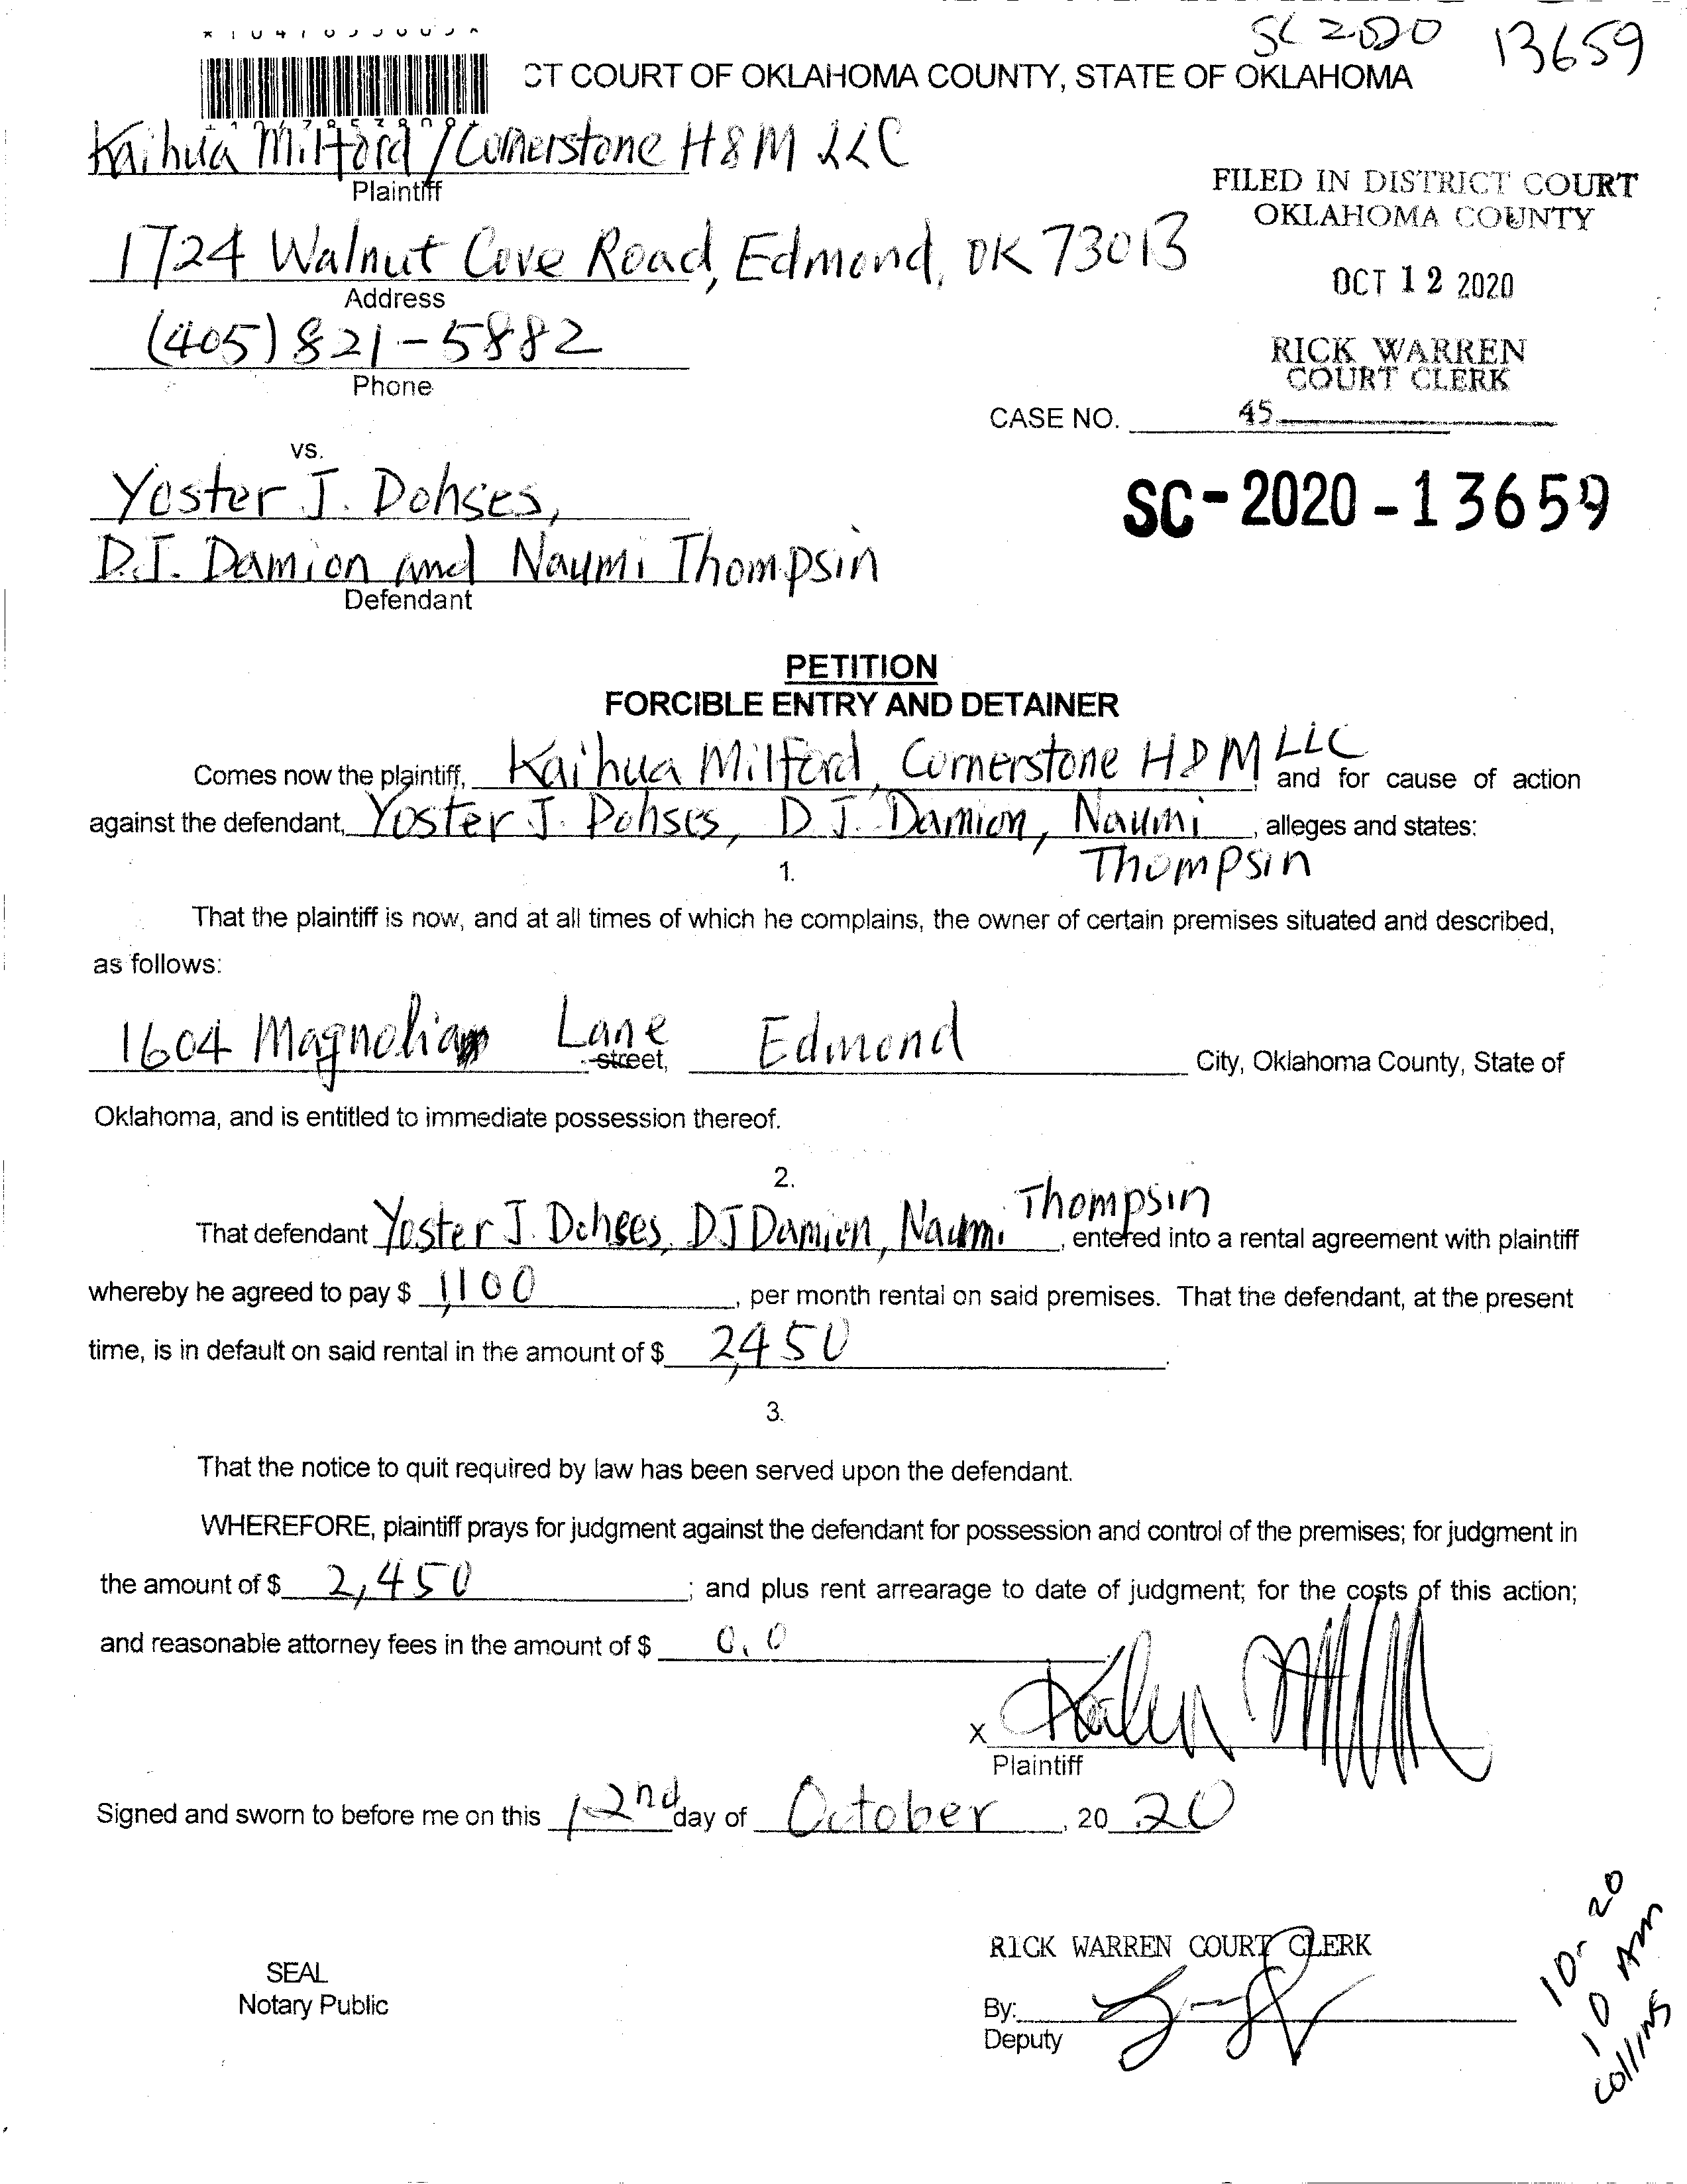 SC 2020 13659
CT COURT OF OKLAHOMA COUNTY, STATE OF OKLAHOMA
Kaihua Milford / Cornerstone H&M LLC
Plaintiff
FILED IN DISTRICT COURT
OKLAHOMA COUNTY
1724 Walnut Cove Road, Edmond, OK 73013
Address
OCT 12 2020
(405) 821-5882
Phone
RICK WARREN
COURT CLERK
CASE NO. 45
vs.
Yoster J. Dohses,
SC-2020-13659
D.J. Damion and Naumi Thompsin
Defendant
PETITION
FORCIBLE ENTRY AND DETAINER
Comes now the plaintiff, Kaihua Milford, Cornerstone H&M LLC, and for cause of action
against the defendant, Yoster J. Dohses, D J. Damion, Naumi Thompsin, alleges and states:
1.
That the plaintiff is now, and at all times of which he complains, the owner of certain premises situated and described,
as follows:
1604 Magnolia Lane street, Edmond City, Oklahoma County, State of
Oklahoma, and is entitled to immediate possession thereof.
2.
That defendant Yoster J. Dohses, DJ Damion, Naumi Thompsin, entered into a rental agreement with plaintiff
whereby he agreed to pay $ 1,100, per month rental on said premises. That the defendant, at the present
time, is in default on said rental in the amount of $ 2,450.
3.
That the notice to quit required by law has been served upon the defendant.
WHEREFORE, plaintiff prays for judgment against the defendant for possession and control of the premises; for judgment in
the amount of $ 2,450; and plus rent arrearage to date of judgment; for the costs of this action;
and reasonable attorney fees in the amount of $ 0.0.
X
Plaintiff
Signed and sworn to before me on this 12nd day of October, 20 20
SEAL
Notary Public
RICK WARREN COURT CLERK
By:
Deputy
10-20
10 AM
Collins